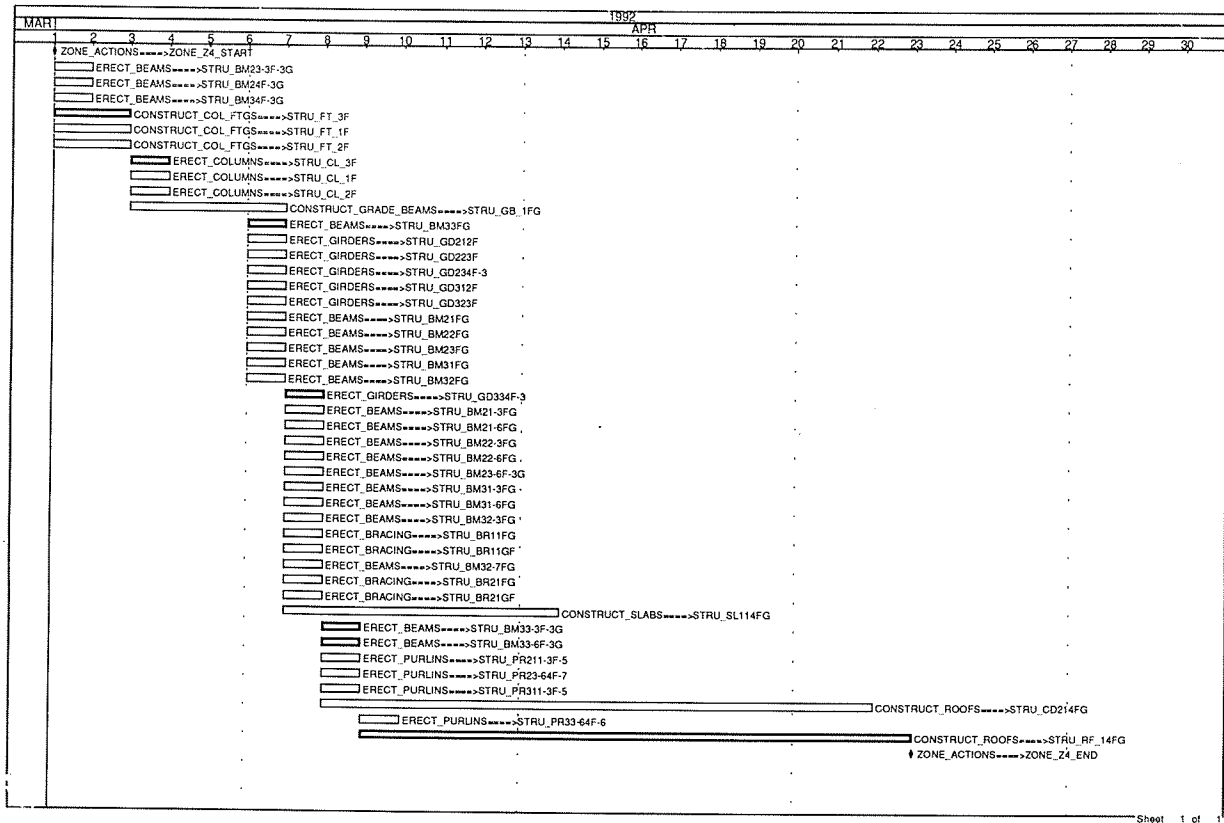 1992
MAR
APR
1 2 3 4 5 6 7 8 9 10 11 12 13 14 15 16 17 18 19 20 21 22 23 24 25 26 27 28 29 30
ZONE_ACTIONS---->ZONE_Z4_START
ERECT_BEAMS---->STRU_BM23-3F-3G
ERECT_BEAMS---->STRU_BM24F-3G
ERECT_BEAMS---->STRU_BM34F-3G
CONSTRUCT_COL_FTGS---->STRU_FT_3F
CONSTRUCT_COL_FTGS---->STRU_FT_1F
CONSTRUCT_COL_FTGS---->STRU_FT_2F
ERECT_COLUMNS---->STRU_CL_3F
ERECT_COLUMNS---->STRU_CL_1F
ERECT_COLUMNS---->STRU_CL_2F
CONSTRUCT_GRADE_BEAMS---->STRU_GB_1FG
ERECT_BEAMS---->STRU_BM33FG
ERECT_GIRDERS---->STRU_GD212F
ERECT_GIRDERS---->STRU_GD223F
ERECT_GIRDERS---->STRU_GD234F-3
ERECT_GIRDERS---->STRU_GD312F
ERECT_GIRDERS---->STRU_GD323F
ERECT_BEAMS---->STRU_BM21FG
ERECT_BEAMS---->STRU_BM22FG
ERECT_BEAMS---->STRU_BM23FG
ERECT_BEAMS---->STRU_BM31FG
ERECT_BEAMS---->STRU_BM32FG
ERECT_GIRDERS---->STRU_GD334F-3
ERECT_BEAMS---->STRU_BM21-3FG
ERECT_BEAMS---->STRU_BM21-6FG
ERECT_BEAMS---->STRU_BM22-3FG
ERECT_BEAMS---->STRU_BM22-6FG
ERECT_BEAMS---->STRU_BM23-6F-3G
ERECT_BEAMS---->STRU_BM31-3FG
ERECT_BEAMS---->STRU_BM31-6FG
ERECT_BEAMS---->STRU_BM32-3FG
ERECT_BRACING---->STRU_BR11FG
ERECT_BRACING---->STRU_BR11GF
ERECT_BEAMS---->STRU_BM32-7FG
ERECT_BRACING---->STRU_BR21FG
ERECT_BRACING---->STRU_BR21GF
CONSTRUCT_SLABS---->STRU_SL114FG
ERECT_BEAMS---->STRU_BM33-3F-3G
ERECT_BEAMS---->STRU_BM33-6F-3G
ERECT_PURLINS---->STRU_PR211-3F-5
ERECT_PURLINS---->STRU_PR23-64F-7
ERECT_PURLINS---->STRU_PR311-3F-5
CONSTRUCT_ROOFS---->STRU_CD214FG
ERECT_PURLINS---->STRU_PR33-64F-6
CONSTRUCT_ROOFS---->STRU_RF_14FG
ZONE_ACTIONS---->ZONE_Z4_END
Sheet 1 of 1